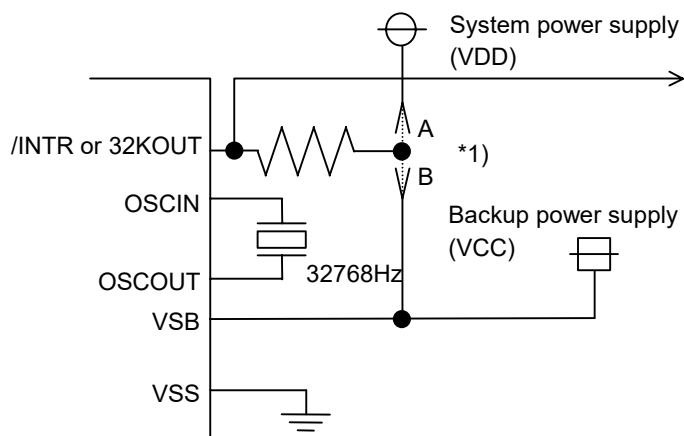 System power supply
(VDD)
A
/INTR or 32KOUT
*1)
B
OSCIN
Backup power supply
(VCC)
OSCOUT
32768Hz
VSB
VSS